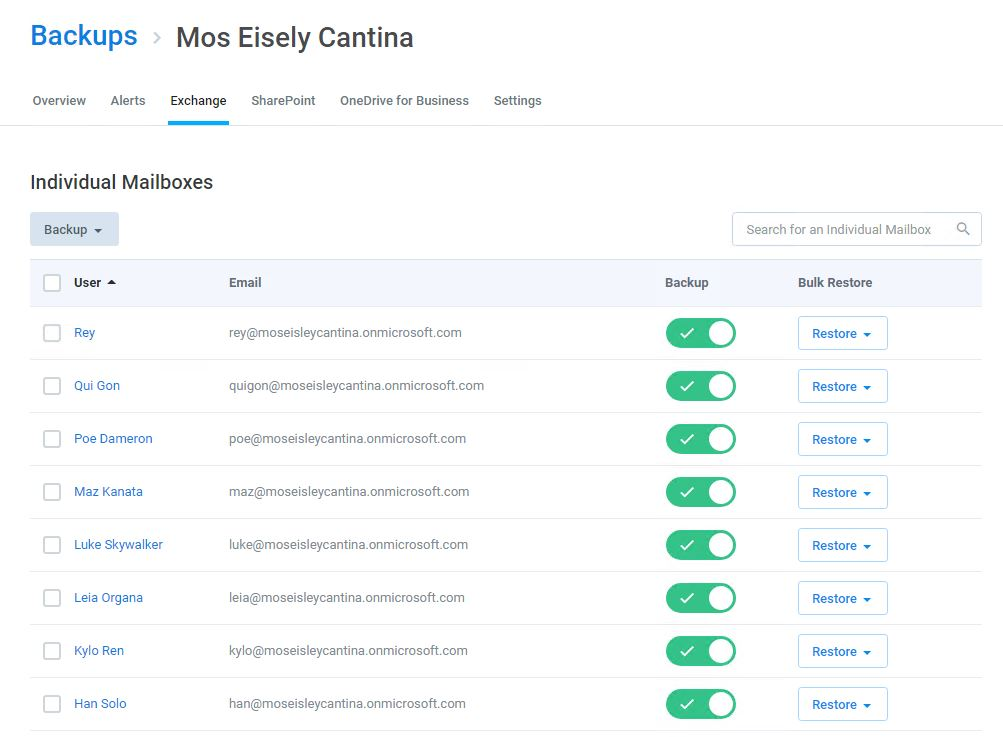 Backups > Mos Eisely Cantina
Overview Alerts Exchange SharePoint OneDrive for Business Settings
Individual Mailboxes
Backup Search for an Individual Mailbox
User Email Backup Bulk Restore
Rey rey@moseisleycantina.onmicrosoft.com Restore
Qui Gon quigon@moseisleycantina.onmicrosoft.com Restore
Poe Dameron poe@moseisleycantina.onmicrosoft.com Restore
Maz Kanata maz@moseisleycantina.onmicrosoft.com Restore
Luke Skywalker luke@moseisleycantina.onmicrosoft.com Restore
Leia Organa leia@moseisleycantina.onmicrosoft.com Restore
Kylo Ren kylo@moseisleycantina.onmicrosoft.com Restore
Han Solo han@moseisleycantina.onmicrosoft.com Restore